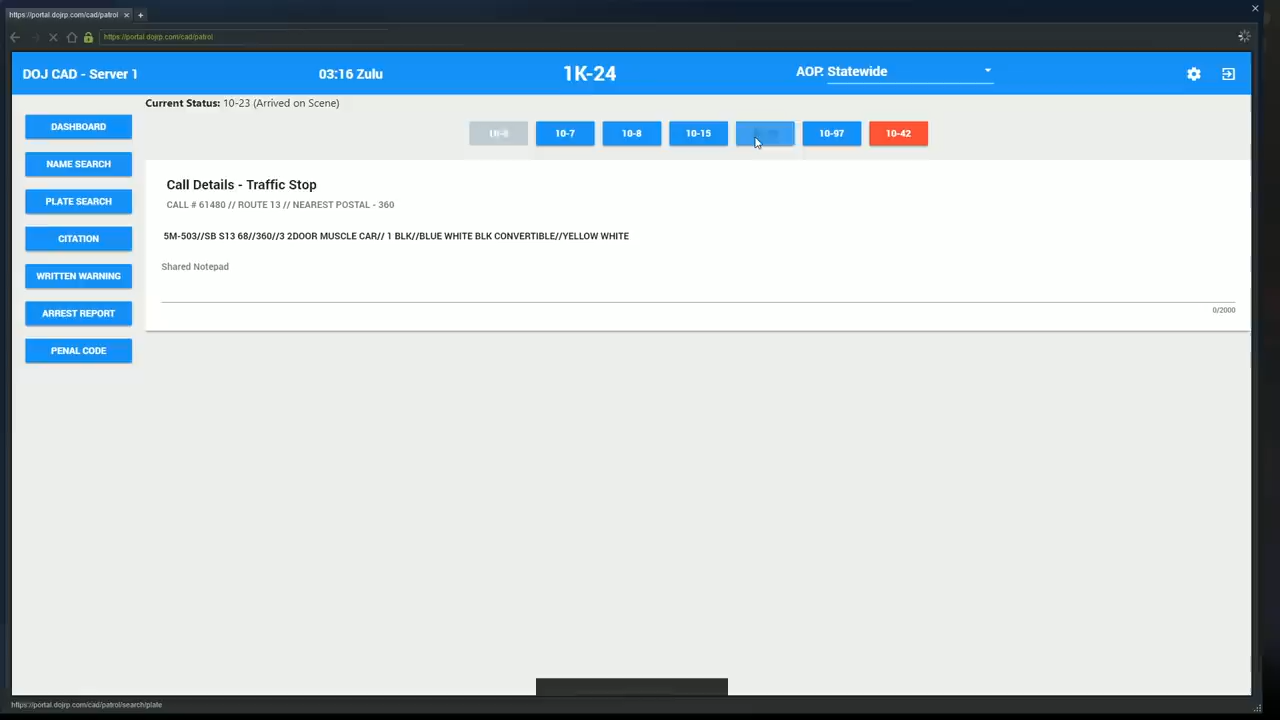 https://portal.dojrp.com/cad/patrol
https://portal.dojrp.com/cad/patrol
DOJ CAD - Server 1
03:16 Zulu
1K-24
AOP: Statewide
Current Status: 10-23 (Arrived on Scene)
10-7
10-8
10-15
10-97
10-42
DASHBOARD
NAME SEARCH
PLATE SEARCH
CITATION
WRITTEN WARNING
ARREST REPORT
PENAL CODE
Call Details - Traffic Stop
CALL # 61480 // ROUTE 13 // NEAREST POSTAL - 360
5M-503//SB S13 68//360//3 2DOOR MUSCLE CAR// 1 BLK//BLUE WHITE BLK CONVERTIBLE//YELLOW WHITE
Shared Notepad
0/2000
https://portal.dojrp.com/cad/patrol/search/plate